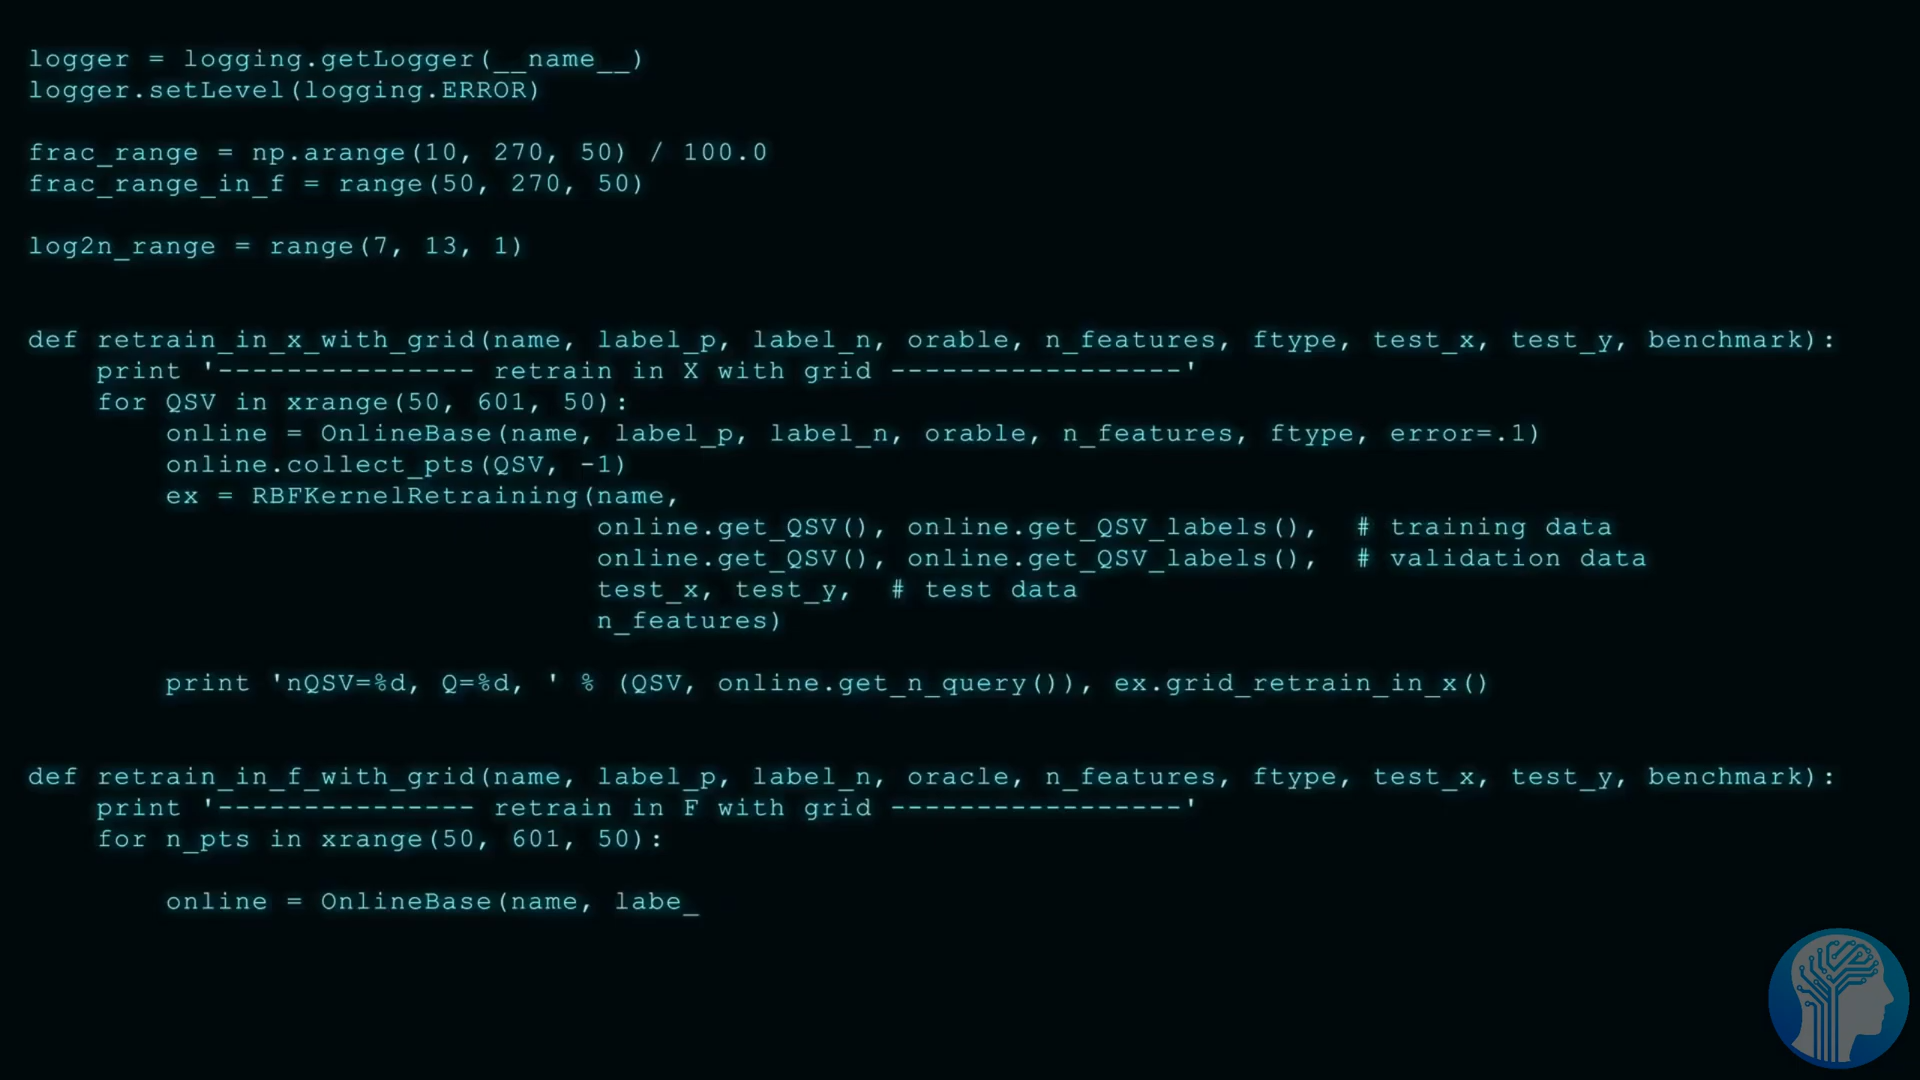 logger = logging.getLogger(__name__)
logger.setLevel(logging.ERROR)
frac_range = np.arange(10, 270, 50) / 100.0
frac_range_in_f = range(50, 270, 50)
log2n_range = range(7, 13, 1)
def retrain_in_x_with_grid(name, label_p, label_n, orable, n_features, ftype, test_x, test_y, benchmark):
    print '--------------- retrain in X with grid -----------------'
    for QSV in xrange(50, 601, 50):
        online = OnlineBase(name, label_p, label_n, orable, n_features, ftype, error=.1)
        online.collect_pts(QSV, -1)
        ex = RBFKernelRetraining(name,
                                 online.get_QSV(), online.get_QSV_labels(),  # training data
                                 online.get_QSV(), online.get_QSV_labels(),  # validation data
                                 test_x, test_y,  # test data
                                 n_features)
        print 'nQSV=%d, Q=%d, ' % (QSV, online.get_n_query()), ex.grid_retrain_in_x()
def retrain_in_f_with_grid(name, label_p, label_n, oracle, n_features, ftype, test_x, test_y, benchmark):
    print '--------------- retrain in F with grid -----------------'
    for n_pts in xrange(50, 601, 50):
        online = OnlineBase(name, labe_